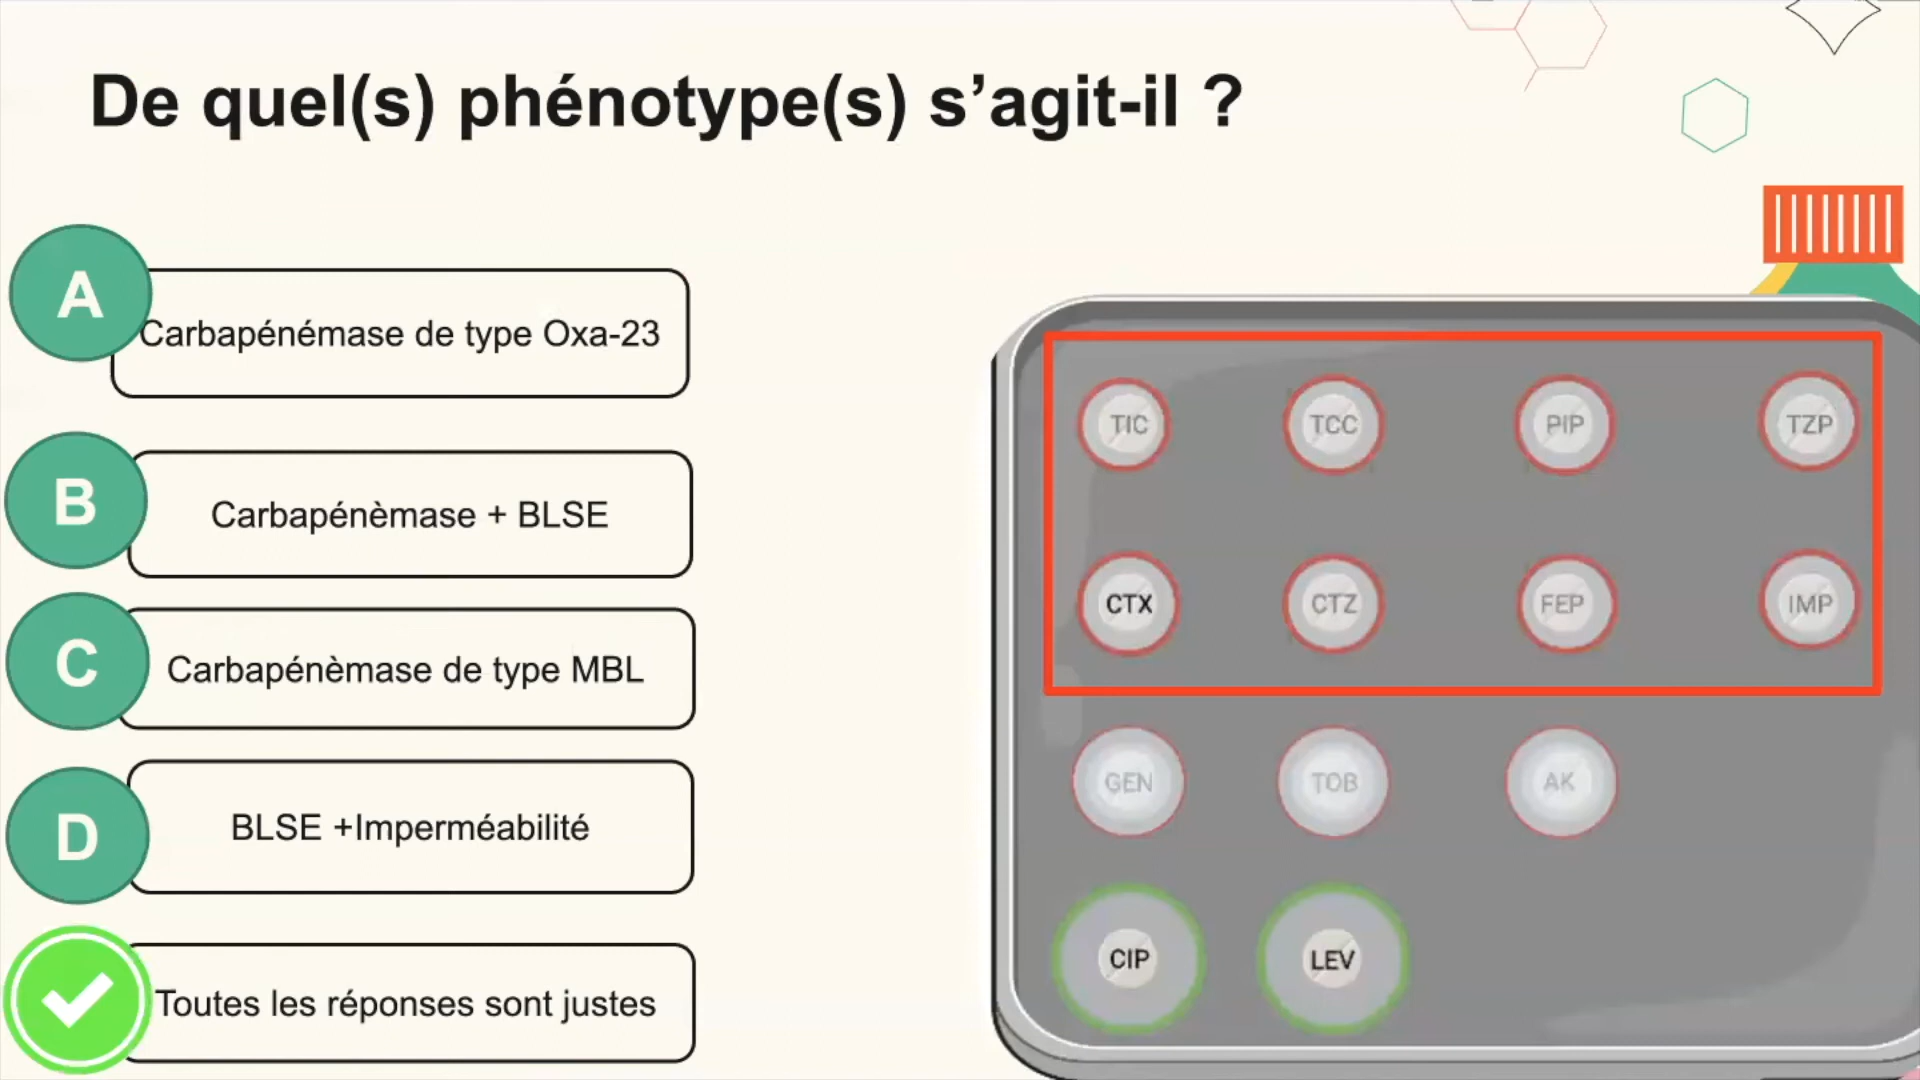 De quel(s) phénotype(s) s’agit-il ?
A
Carbapénémase de type Oxa-23
B
Carbapénèmase + BLSE
C
Carbapénèmase de type MBL
D
BLSE +Imperméabilité
Toutes les réponses sont justes
TIC TCC PIP TZP
CTX CTZ FEP IMP
GEN TOB AK
CIP LEV